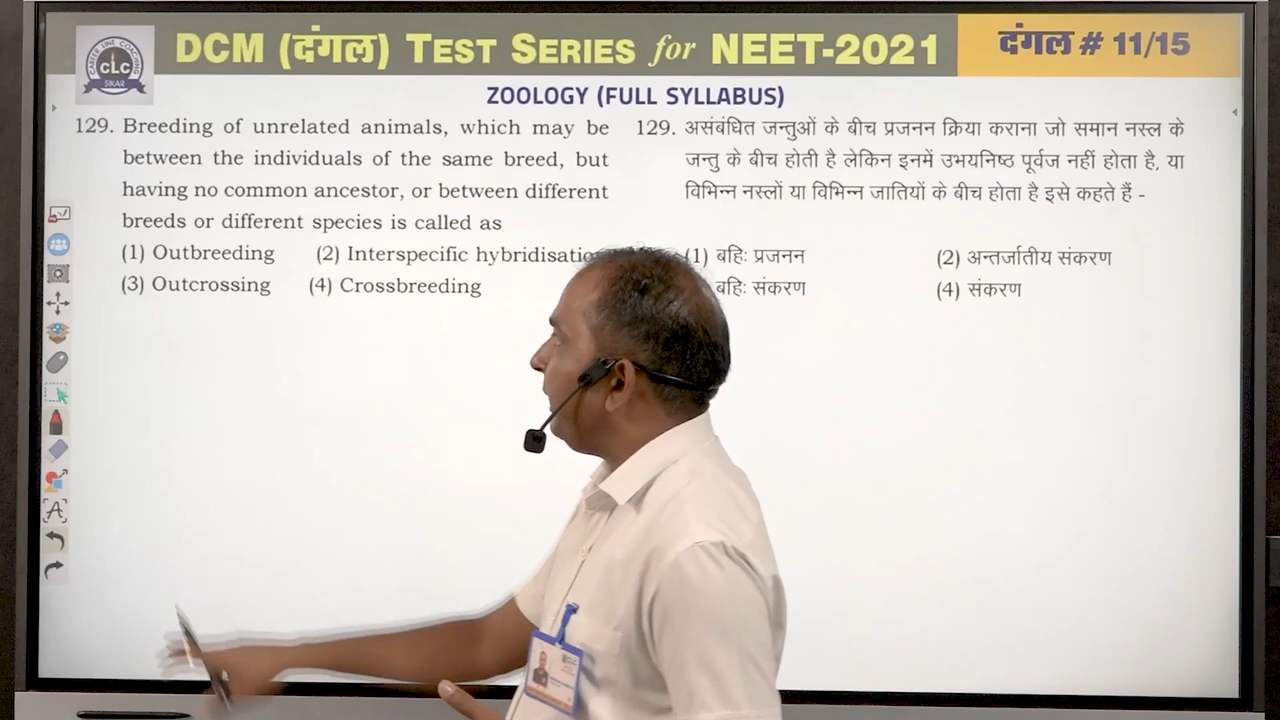 DCM (दंगल) TEST SERIES for NEET-2021
दंगल # 11/15
CAREER LINE COACHING
CLC
SIKAR
ZOOLOGY (FULL SYLLABUS)
129. Breeding of unrelated animals, which may be
between the individuals of the same breed, but
having no common ancestor, or between different
breeds or different species is called as
(1) Outbreeding (2) Interspecific
(3) Outcrossing (4) Crossbreeding
129. असंबंधित जन्तुओं के बीच प्रजनन क्रिया कराना जो समान नस्ल के
जन्तु के बीच होती है लेकिन इनमें उभयनिष्ठ पूर्वज नहीं होता है, या
विभिन्न नस्लों या विभिन्न जातियों के बीच होता है इसे कहते हैं -
(1) बहिः प्रजनन (2) अन्तर्जातीय संकरण
बहिः संकरण (4) संकरण